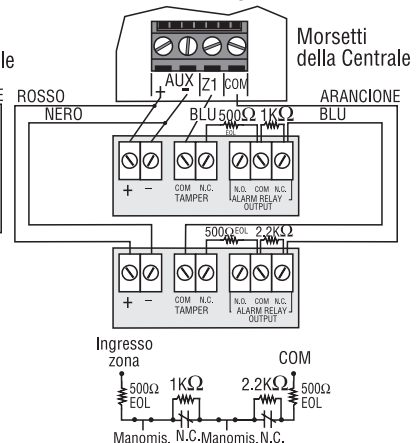 Morsetti
della Centrale
le
+ AUX - Z1 COM
E
ROSSO
ARANCIONE
NERO
BLU
500Ω
EOL
1KΩ
BLU
+ - COM N.C. N.O. COM N.C.
TAMPER
ALARM RELAY
OUTPUT
500Ω EOL
2.2KΩ
+ - COM N.C. N.O. COM N.C.
TAMPER
ALARM RELAY
OUTPUT
Ingresso
zona
COM
500Ω
EOL
1KΩ
2.2KΩ
500Ω
EOL
Manomis. N.C. Manomis. N.C.